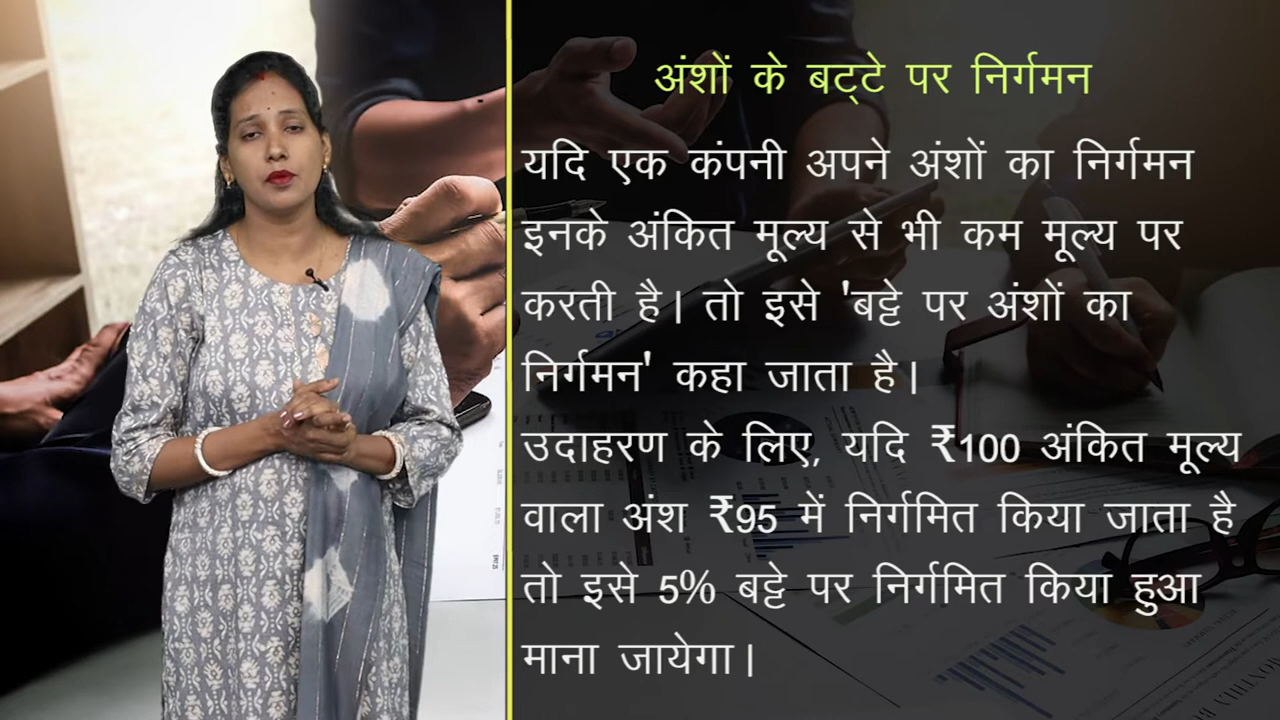 अंशों के बट्टे पर निर्गमन
यदि एक कंपनी अपने अंशों का निर्गमन
इनके अंकित मूल्य से भी कम मूल्य पर
करती है। तो इसे 'बट्टे पर अंशों का
निर्गमन' कहा जाता है।
उदाहरण के लिए, यदि ₹100 अंकित मूल्य
वाला अंश ₹95 में निर्गमित किया जाता है
तो इसे 5% बट्टे पर निर्गमित किया हुआ
माना जायेगा।